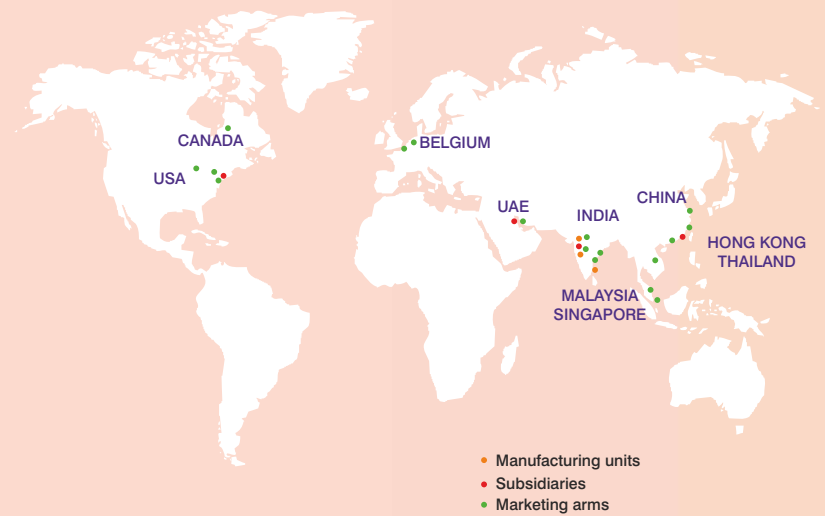 CANADA
BELGIUM
USA
UAE
INDIA
CHINA
HONG KONG
THAILAND
MALAYSIA
SINGAPORE
Manufacturing units
Subsidiaries
Marketing arms